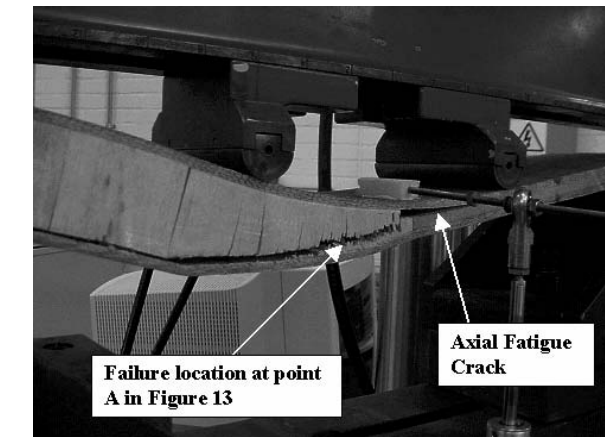 Failure location at point
A in Figure 13
Axial Fatigue
Crack